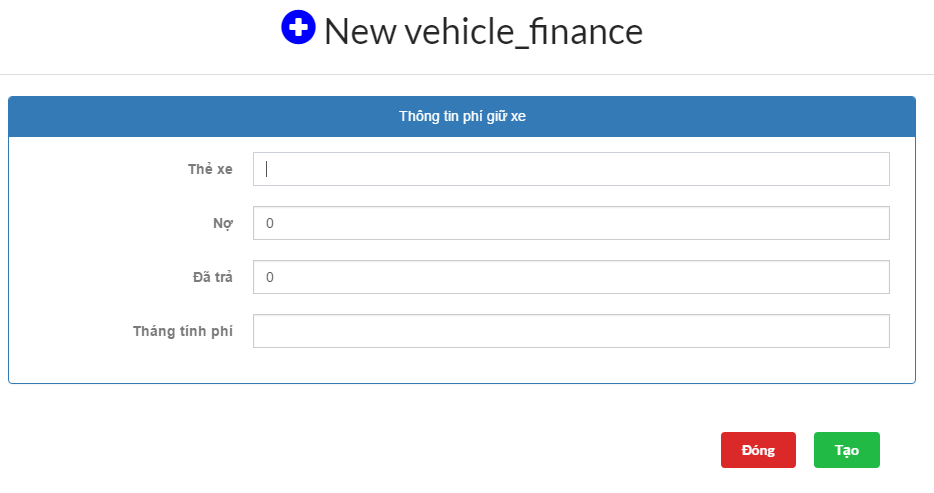 New vehicle_finance
Thông tin phí giữ xe
Thẻ xe
Nợ 0
Đã trả 0
Tháng tính phí
Đóng Tạo